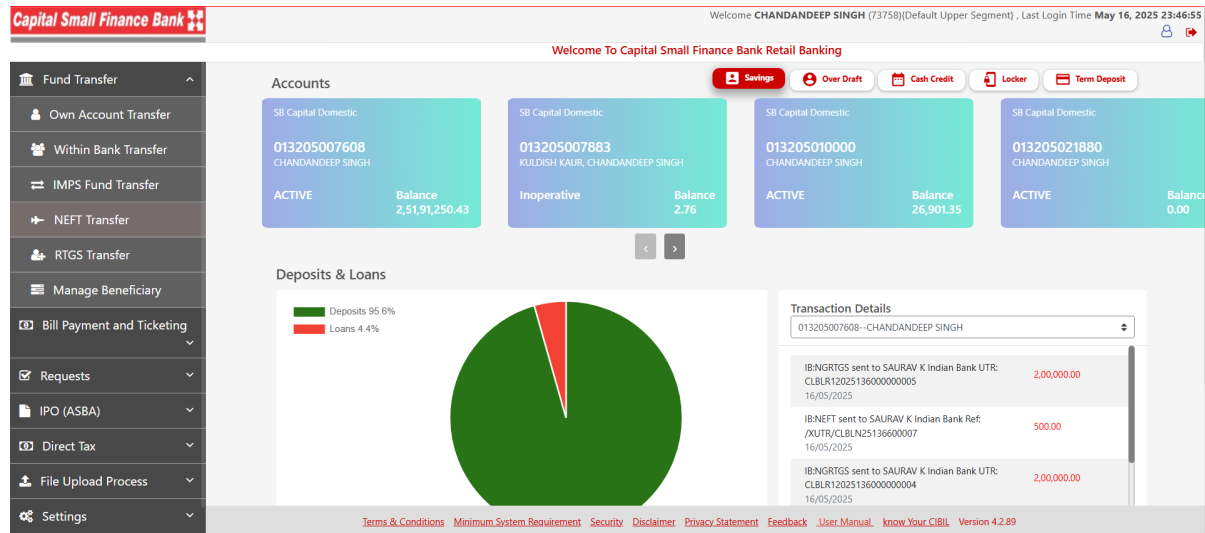 Capital Small Finance Bank
Welcome CHANDANDEEP SINGH (73758)(Default Upper Segment) , Last Login Time May 16, 2025 23:46:55
Welcome To Capital Small Finance Bank Retail Banking
Fund Transfer
Own Account Transfer
Within Bank Transfer
IMPS Fund Transfer
NEFT Transfer
RTGS Transfer
Manage Beneficiary
Bill Payment and Ticketing
Requests
IPO (ASBA)
Direct Tax
File Upload Process
Settings
Accounts
Savings
Over Draft
Cash Credit
Locker
Term Deposit
SB Capital Domestic
013205007608
CHANDANDEEP SINGH
ACTIVE Balance
2,51,91,250.43
SB Capital Domestic
013205007883
KULDISH KAUR, CHANDANDEEP SINGH
Inoperative Balance
2.76
SB Capital Domestic
013205010000
CHANDANDEEP SINGH
ACTIVE Balance
26,901.35
SB Capital Domestic
013205021880
CHANDANDEEP SINGH
ACTIVE Balance
0.00
Deposits & Loans
Deposits 95.6%
Loans 4.4%
Transaction Details
013205007608--CHANDANDEEP SINGH
IB:NGRTGS sent to SAURAV K Indian Bank UTR:
CLBLR12025136000000005
16/05/2025
2,00,000.00
IB:NEFT sent to SAURAV K Indian Bank Ref:
/XUTR/CLBLN25136600007
16/05/2025
500.00
IB:NGRTGS sent to SAURAV K Indian Bank UTR:
CLBLR12025136000000004
16/05/2025
2,00,000.00
Terms & Conditions Minimum System Requirement Security Disclaimer Privacy Statement Feedback User Manual know Your CIBIL Version 4.2.89